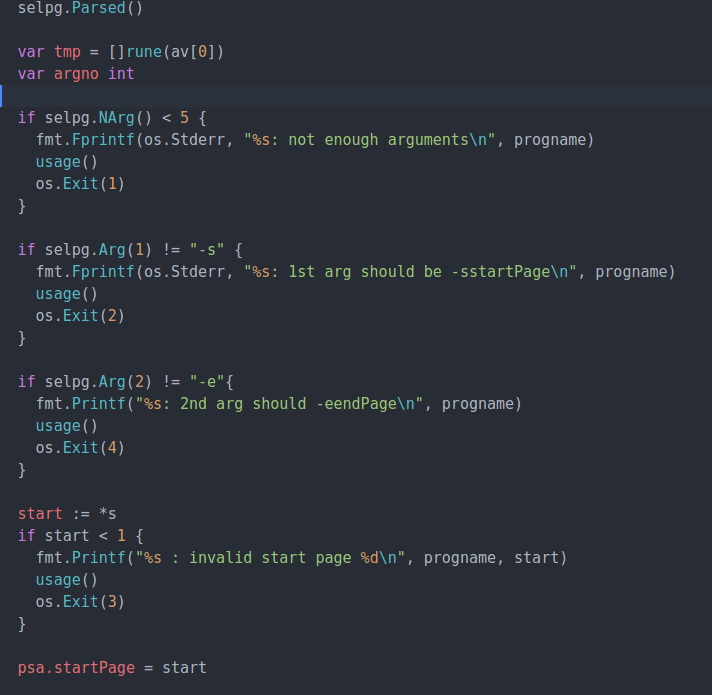 selpg.Parsed()
var tmp = []rune(av[0])
var argno int
if selpg.NArg() < 5 {
fmt.Fprintf(os.Stderr, "%s: not enough arguments\n", progname)
usage()
os.Exit(1)
}
if selpg.Arg(1) != "-s" {
fmt.Fprintf(os.Stderr, "%s: 1st arg should be -sstartPage\n", progname)
usage()
os.Exit(2)
}
if selpg.Arg(2) != "-e"{
fmt.Printf("%s: 2nd arg should -eendPage\n", progname)
usage()
os.Exit(4)
}
start := *s
if start < 1 {
fmt.Printf("%s : invalid start page %d\n", progname, start)
usage()
os.Exit(3)
}
psa.startPage = start